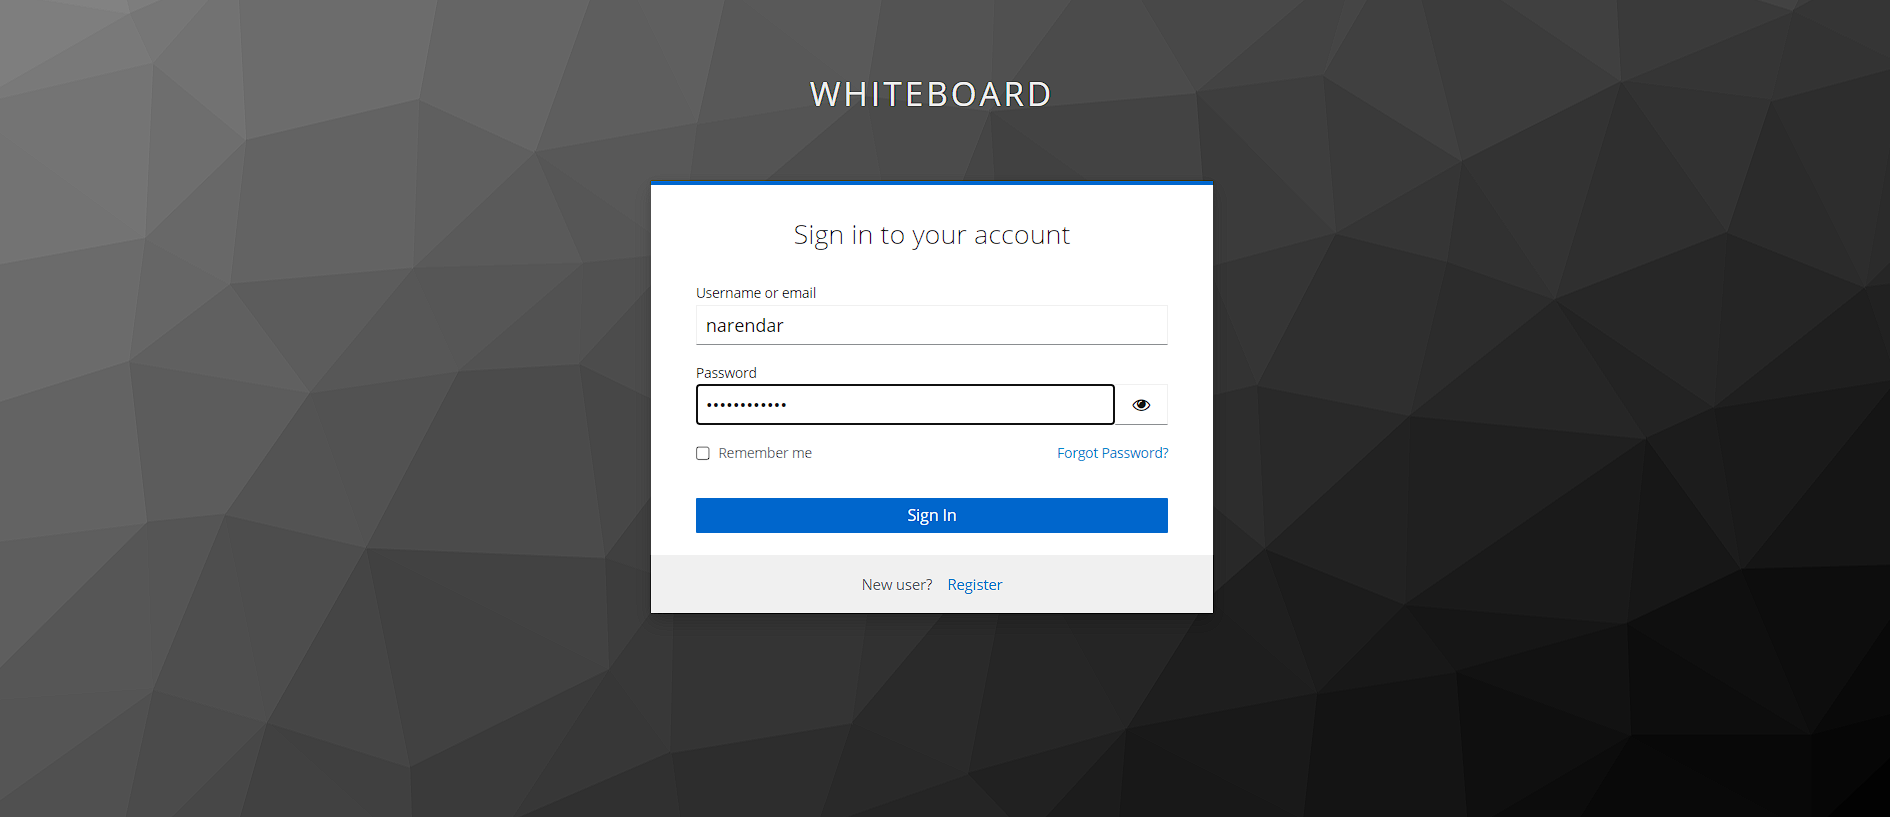 WHITEBOARD
Sign in to your account
Username or email
narendar
Password
••••••••••••
Remember me
Forgot Password?
Sign In
New user? Register